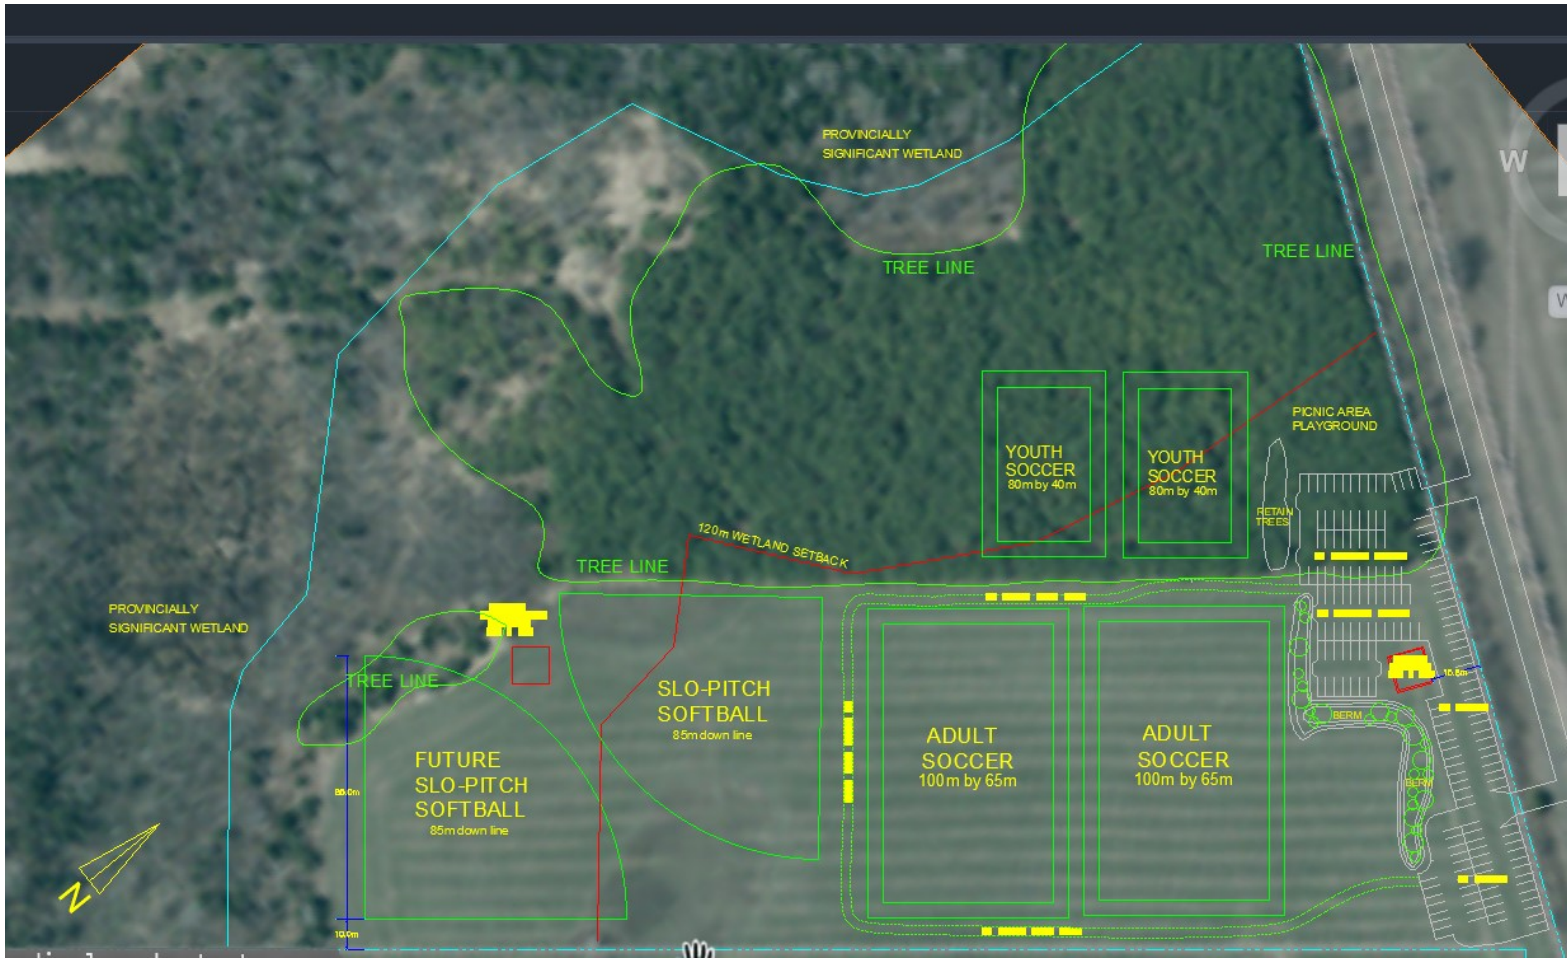 W
PROVINCIALLY
SIGNIFICANT WETLAND
TREE LINE
TREE LINE
PICNIC AREA
PLAYGROUND
YOUTH
SOCCER
80m by 40m
YOUTH
SOCCER
80m by 40m
RETAIN
TREES
120m WETLAND SETBACK
TREE LINE
PROVINCIALLY
SIGNIFICANT WETLAND
TREE LINE
SLO-PITCH
SOFTBALL
85m down line
BERM
ADULT
SOCCER
100m by 65m
ADULT
SOCCER
100m by 65m
FUTURE
SLO-PITCH
SOFTBALL
85m down line
BERM
N
10.0m